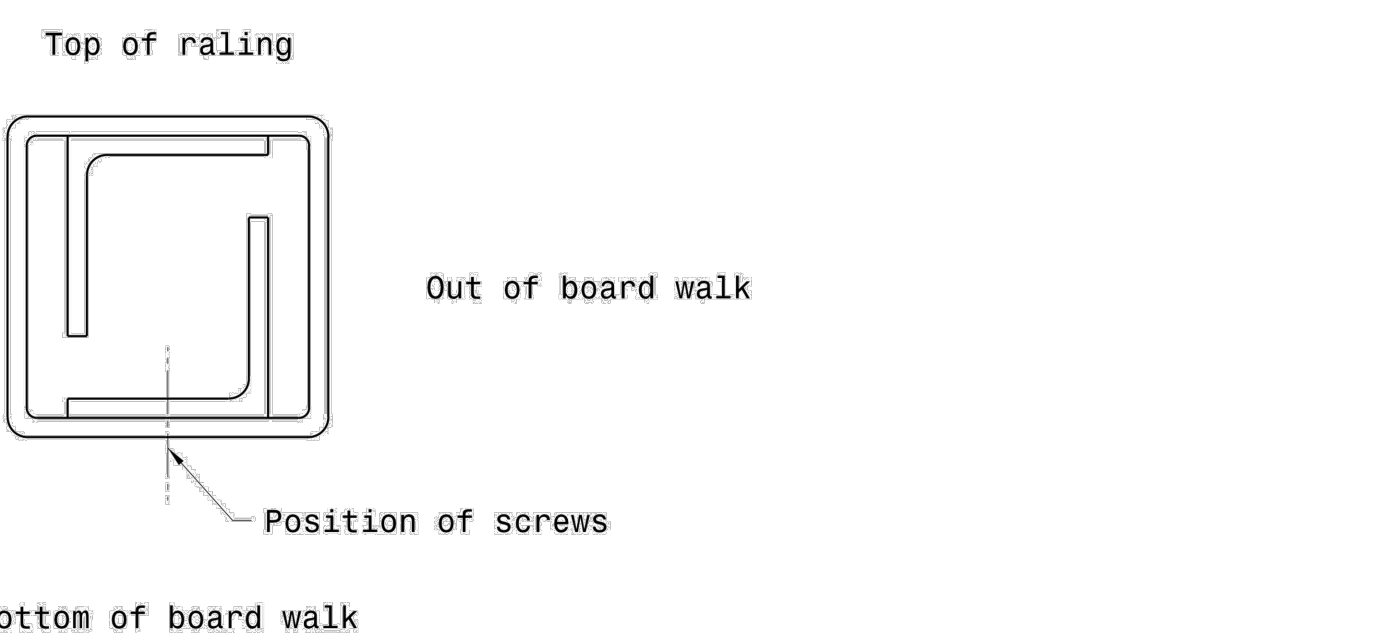 Top of raling
Out of board walk
Position of screws
ottom of board walk